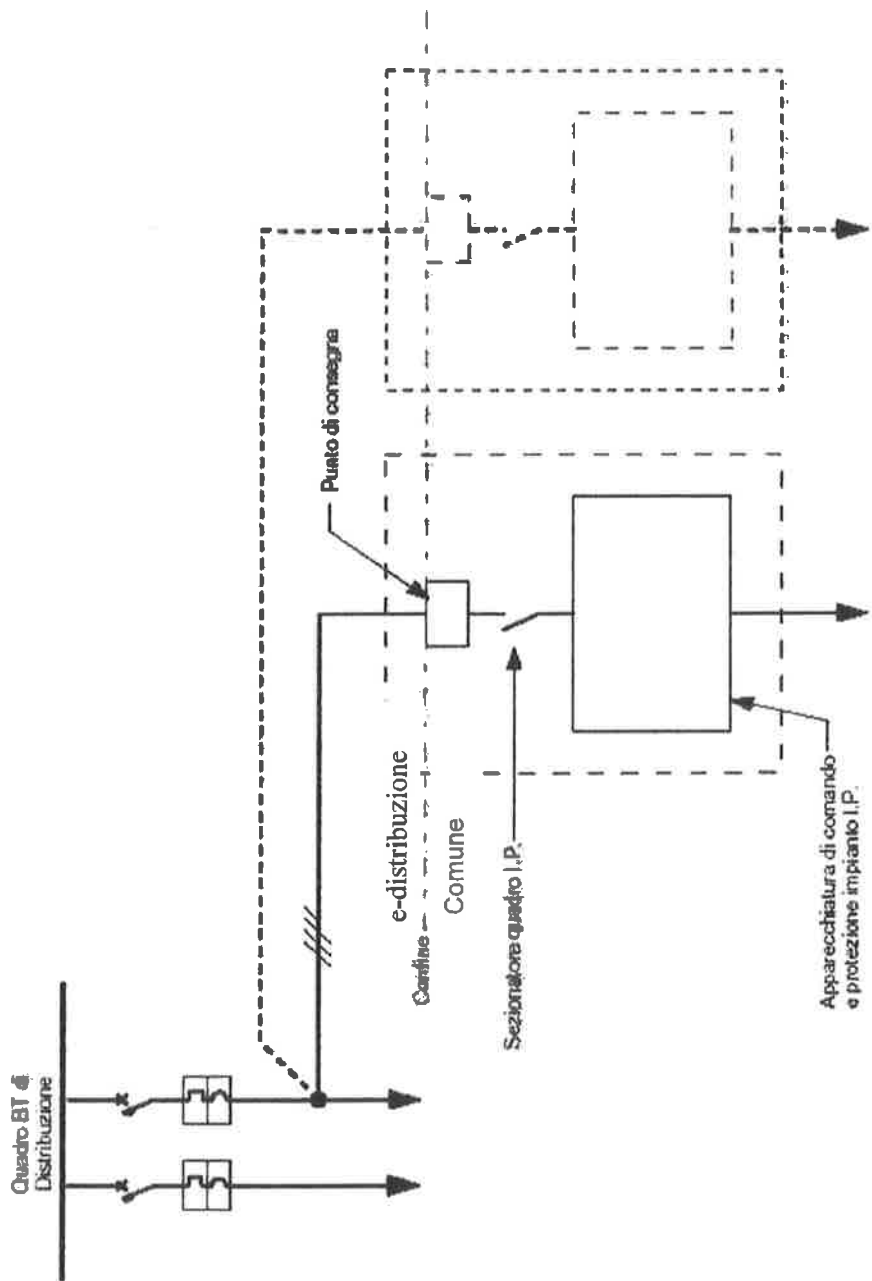 Quadro BT di
Distribuzione
Punto di consegna
e-distribuzione
Confine
Comune
Sezionatore quadro I.P.
Apparecchiatura di comando
e protezione impianto I.P.